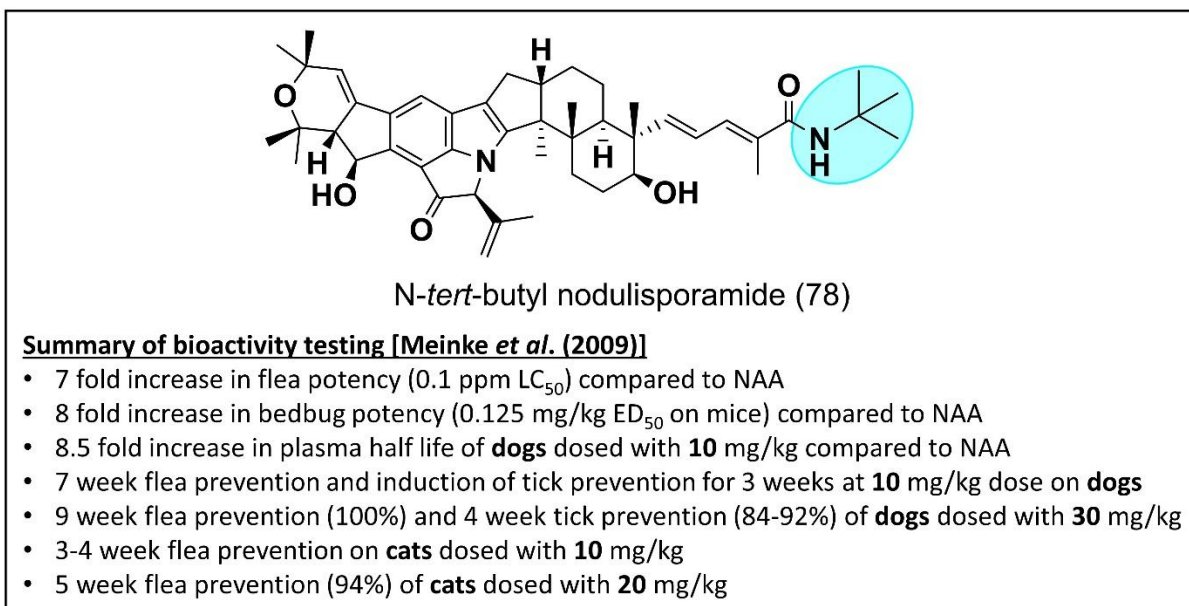 H
O
O
N
H
H
N
H
HO
OH
O
N-tert-butyl nodulisporamide (78)
Summary of bioactivity testing [Meinke et al. (2009)]
• 7 fold increase in flea potency (0.1 ppm LC50) compared to NAA
• 8 fold increase in bedbug potency (0.125 mg/kg ED50 on mice) compared to NAA
• 8.5 fold increase in plasma half life of dogs dosed with 10 mg/kg compared to NAA
• 7 week flea prevention and induction of tick prevention for 3 weeks at 10 mg/kg dose on dogs
• 9 week flea prevention (100%) and 4 week tick prevention (84-92%) of dogs dosed with 30 mg/kg
• 3-4 week flea prevention on cats dosed with 10 mg/kg
• 5 week flea prevention (94%) of cats dosed with 20 mg/kg